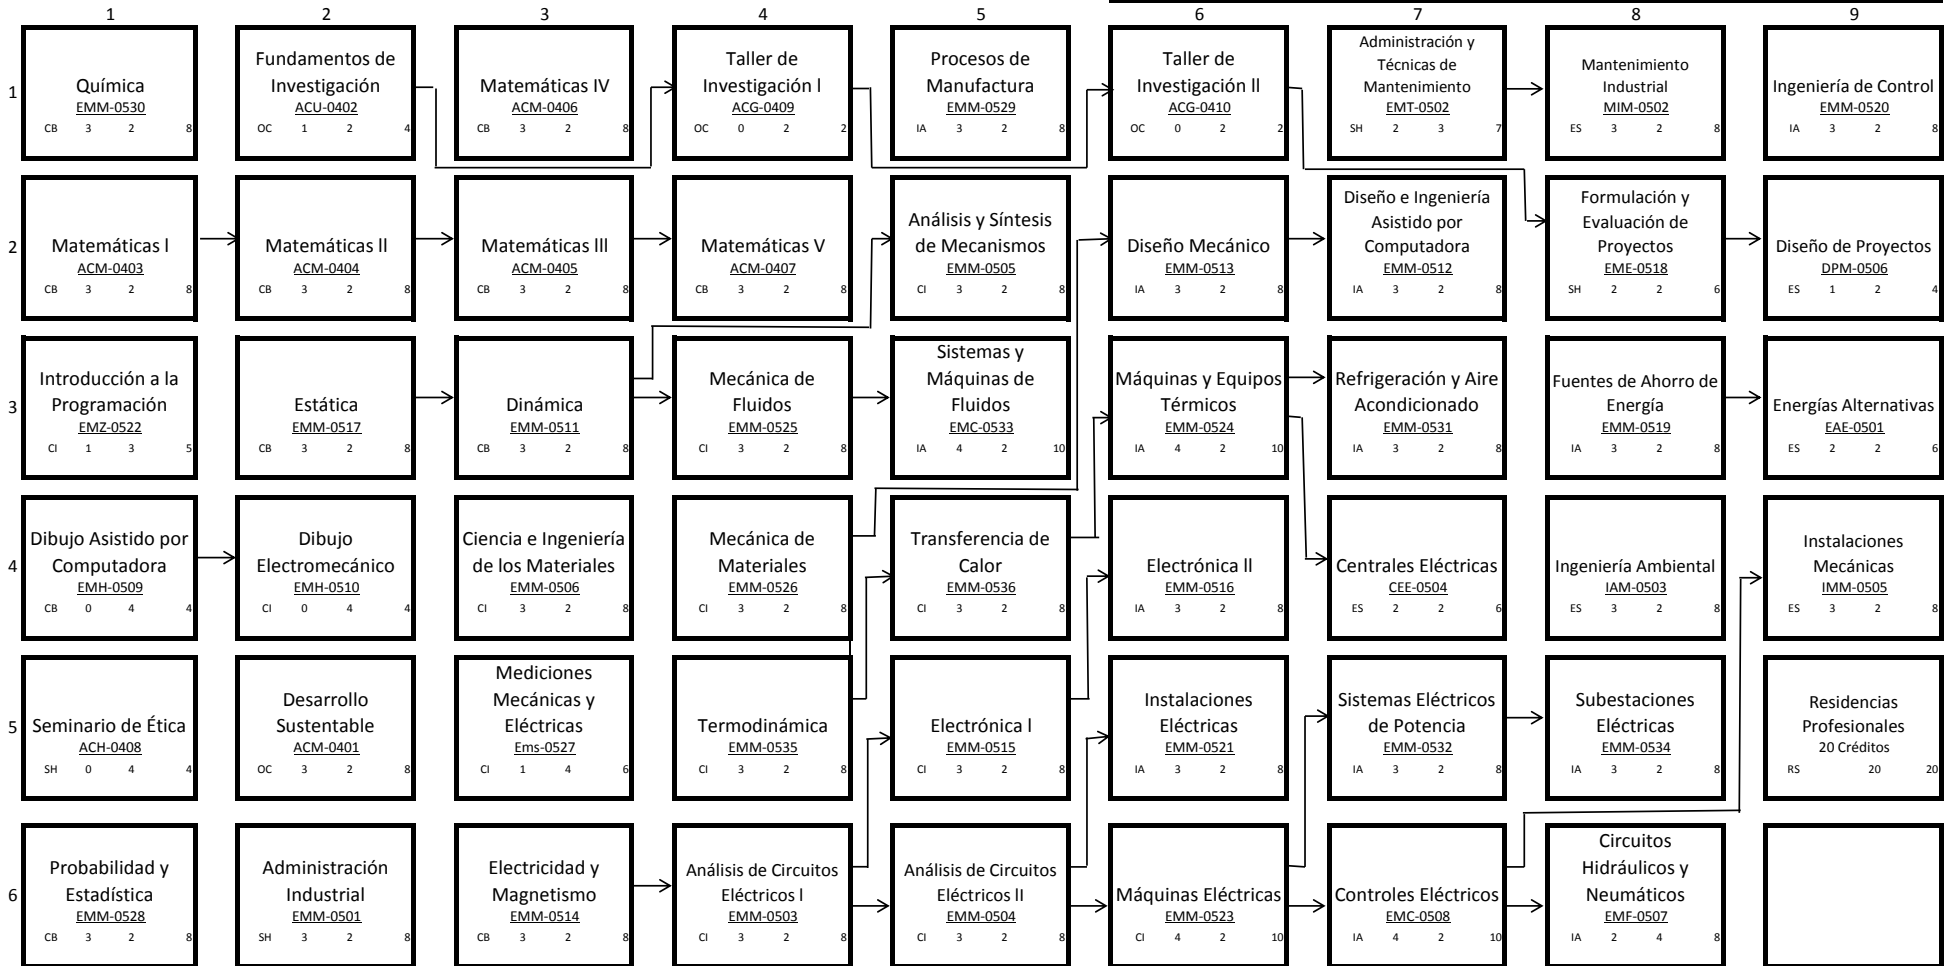 1 2 3 4 5 6 7 8 9
1
Química
EMM-0530
CB 3 2 8
Fundamentos de
Investigación
ACU-0402
OC 1 2 4
Matemáticas IV
ACM-0406
CB 3 2 8
Taller de
Investigación l
ACG-0409
OC 0 2 2
Procesos de
Manufactura
EMM-0529
IA 3 2 8
Taller de
Investigación ll
ACG-0410
OC 0 2 2
Administración y
Técnicas de
Mantenimiento
EMT-0502
SH 2 3 7
Mantenimiento
Industrial
MIM-0502
ES 3 2 8
Ingeniería de Control
EMM-0520
IA 3 2 8
2
Matemáticas l
ACM-0403
CB 3 2 8
Matemáticas ll
ACM-0404
CB 3 2 8
Matemáticas lll
ACM-0405
CB 3 2 8
Matemáticas V
ACM-0407
CB 3 2 8
Análisis y Síntesis
de Mecanismos
EMM-0505
CI 3 2 8
Diseño Mecánico
EMM-0513
IA 3 2 8
Diseño e Ingeniería
Asistido por
Computadora
EMM-0512
IA 3 2 8
Formulación y
Evaluación de
Proyectos
EME-0518
SH 2 2 6
Diseño de Proyectos
DPM-0506
ES 1 2 4
3
Introducción a la
Programación
EMZ-0522
CI 1 3 5
Estática
EMM-0517
CB 3 2 8
Dinámica
EMM-0511
CB 3 2 8
Mecánica de
Fluidos
EMM-0525
CI 3 2 8
Sistemas y
Máquinas de
Fluidos
EMC-0533
IA 4 2 10
Máquinas y Equipos
Térmicos
EMM-0524
IA 4 2 10
Refrigeración y Aire
Acondicionado
EMM-0531
IA 3 2 8
Fuentes de Ahorro de
Energía
EMM-0519
IA 3 2 8
Energías Alternativas
EAE-0501
ES 2 2 6
4
Dibujo Asistido por
Computadora
EMH-0509
CB 0 4 4
Dibujo
Electromecánico
EMH-0510
CI 0 4 4
Ciencia e Ingeniería
de los Materiales
EMM-0506
CI 3 2 8
Mecánica de
Materiales
EMM-0526
CI 3 2 8
Transferencia de
Calor
EMM-0536
CI 3 2 8
Electrónica ll
EMM-0516
IA 3 2 8
Centrales Eléctricas
CEE-0504
ES 2 2 6
Ingeniería Ambiental
IAM-0503
ES 3 2 8
Instalaciones
Mecánicas
IMM-0505
ES 3 2 8
5
Seminario de Ética
ACH-0408
SH 0 4 4
Desarrollo
Sustentable
ACM-0401
OC 3 2 8
Mediciones
Mecánicas y
Eléctricas
Ems-0527
CI 1 4 6
Termodinámica
EMM-0535
CI 3 2 8
Electrónica l
EMM-0515
CI 3 2 8
Instalaciones
Eléctricas
EMM-0521
IA 3 2 8
Sistemas Eléctricos
de Potencia
EMM-0532
IA 3 2 8
Subestaciones
Eléctricas
EMM-0534
IA 3 2 8
Residencias
Profesionales
20 Créditos
RS 20 20
6
Probabilidad y
Estadística
EMM-0528
CB 3 2 8
Administración
Industrial
EMM-0501
SH 3 2 8
Electricidad y
Magnetismo
EMM-0514
CB 3 2 8
Análisis de Circuitos
Eléctricos l
EMM-0503
CI 3 2 8
Análisis de Circuitos
Eléctricos lI
EMM-0504
CI 3 2 8
Máquinas Eléctricas
EMM-0523
CI 4 2 10
Controles Eléctricos
EMC-0508
IA 4 2 10
Circuitos
Hidráulicos y
Neumáticos
EMF-0507
IA 2 4 8